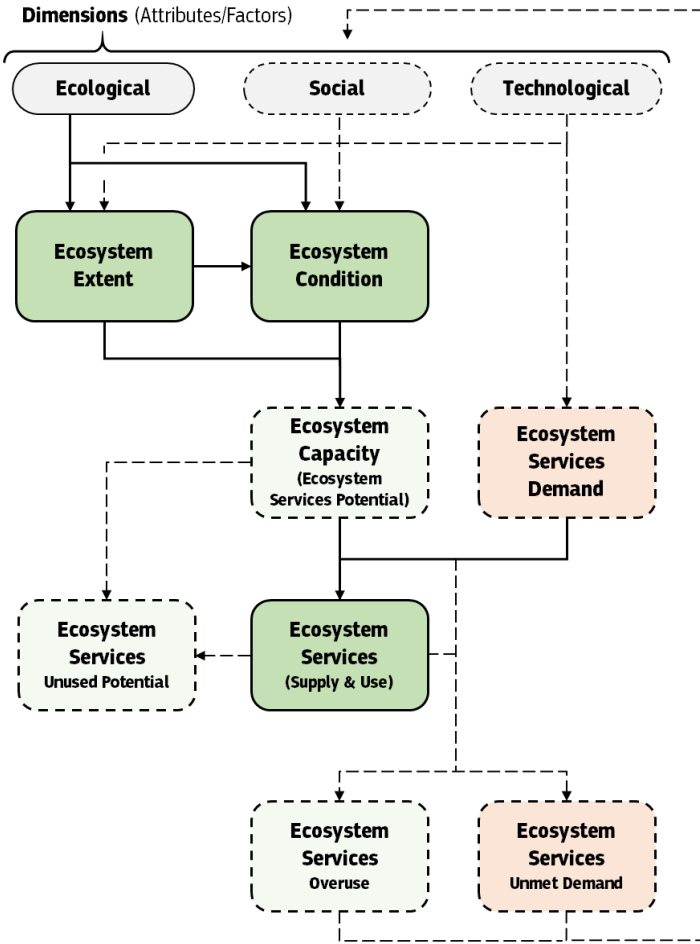 Dimensions (Attributes/Factors)
Ecological
Social
Technological
Ecosystem
Extent
Ecosystem
Condition
Ecosystem
Capacity
(Ecosystem
Services Potential)
Ecosystem
Services
Demand
Ecosystem
Services
Unused Potential
Ecosystem
Services
(Supply & Use)
Ecosystem
Services
Overuse
Ecosystem
Services
Unmet Demand